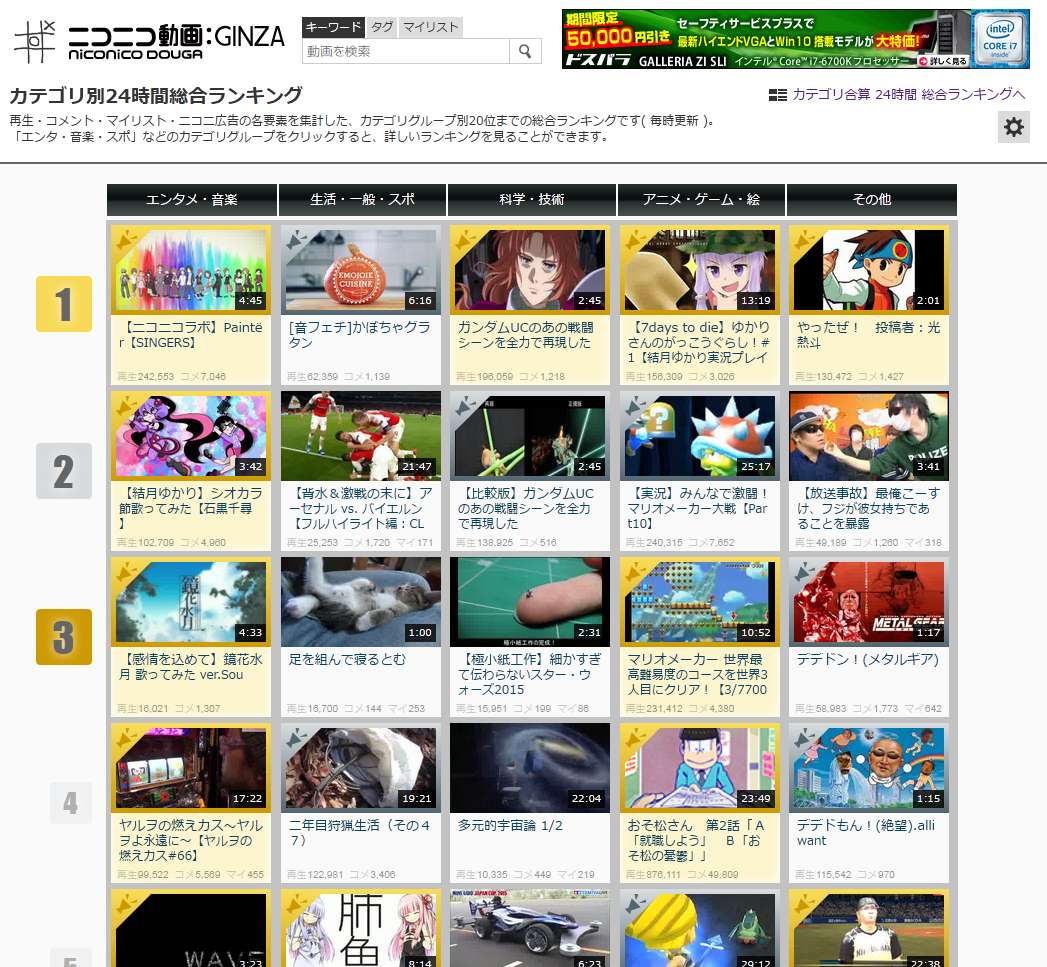 ニコニコ動画:GINZA
NICONICO DOUGA
キーワード タグ マイリスト
動画を検索
期間限定
50,000円引き
セーフティサービスプラスで
最新ハイエンドVGAとWin10 搭載モデルが大特価!
ドスパラ GALLERIA ZI SLI インテル® Core™ i7-6700K プロセッサー
詳しく見る
intel
CORE i7
inside
カテゴリ別24時間総合ランキング
カテゴリ合算 24時間 総合ランキングへ
再生・コメント・マイリスト・ニコニ広告の各要素を集計した、カテゴリグループ別20位までの総合ランキングです( 毎時更新 )。
「エンタ・音楽・スポ」などのカテゴリグループをクリックすると、詳しいランキングを見ることができます。
エンタメ・音楽
生活・一般・スポ
科学・技術
アニメ・ゲーム・絵
その他
1
4:45
【ニコニコラボ】Paintё
r【SINGERS】
再生242,553 コメ7,046
EMOJOIE
CUISINE
6:16
[音フェチ]かぼちゃグラ
タン
再生62,359 コメ1,139
2:45
ガンダムUCのあの戦闘
シーンを全力で再現した
再生196,059 コメ1,218
13:19
【7days to die】ゆかり
さんのがっこうぐらし！#
1【結月ゆかり実況プレイ
再生156,309 コメ3,026
2:01
やったぜ！ 投稿者：光
熱斗
再生130,472 コメ1,427
2
3:42
【結月ゆかり】シオカラ
節歌ってみた【石黒千尋
】
再生102,709 コメ4,960
21:47
【背水＆激戦の末に】ア
ーセナル vs. バイエルン
【フルハイライト編：CL
再生25,253 コメ1,720 マイ171
2:45
【比較版】ガンダムUC
のあの戦闘シーンを全力
で再現した
再生138,925 コメ516
25:17
【実況】みんなで激闘！
マリオメーカー大戦【Par
t10】
再生240,315 コメ7,652
3:41
【放送事故】最俺こーす
け、フジが彼女持ちであ
ることを暴露
再生49,189 コメ1,260 マイ318
3
鏡花水月
4:33
【感情を込めて】鏡花水
月 歌ってみた ver.Sou
再生16,021 コメ1,307
1:00
足を組んで寝るとむ
再生16,700 コメ144 マイ253
極小紙工作の完成！
2:31
【極小紙工作】細かすぎ
て伝わらないスター・ウ
ォーズ2015
再生15,951 コメ199 マイ86
10:52
マリオメーカー 世界最
高難易度のコースを世界3
人目にクリア！【3/7700
再生231,412 コメ4,380
METAL GEAR
1:17
デデドン！(メタルギア)
再生58,983 コメ1,773 マイ642
4
17:22
ヤルヲの燃えカス～ヤル
ヲよ永遠に～【ヤルヲの
燃えカス#66】
再生99,522 コメ5,569 マイ455
19:21
二年目狩猟生活（その４
７）
再生122,981 コメ3,406
22:04
多元的宇宙論 1/2
再生10,335 コメ449 マイ219
23:49
おそ松さん 第2話「Ａ
「就職しよう」 Ｂ「お
そ松の憂鬱」」
再生876,111 コメ49,809
1:15
デデドもん！(絶望).alli
want
再生115,542 コメ970
5
WAVE
3:23
肺魚
8:14
JAPAN CUP 2015
6:23
29:12
22:38